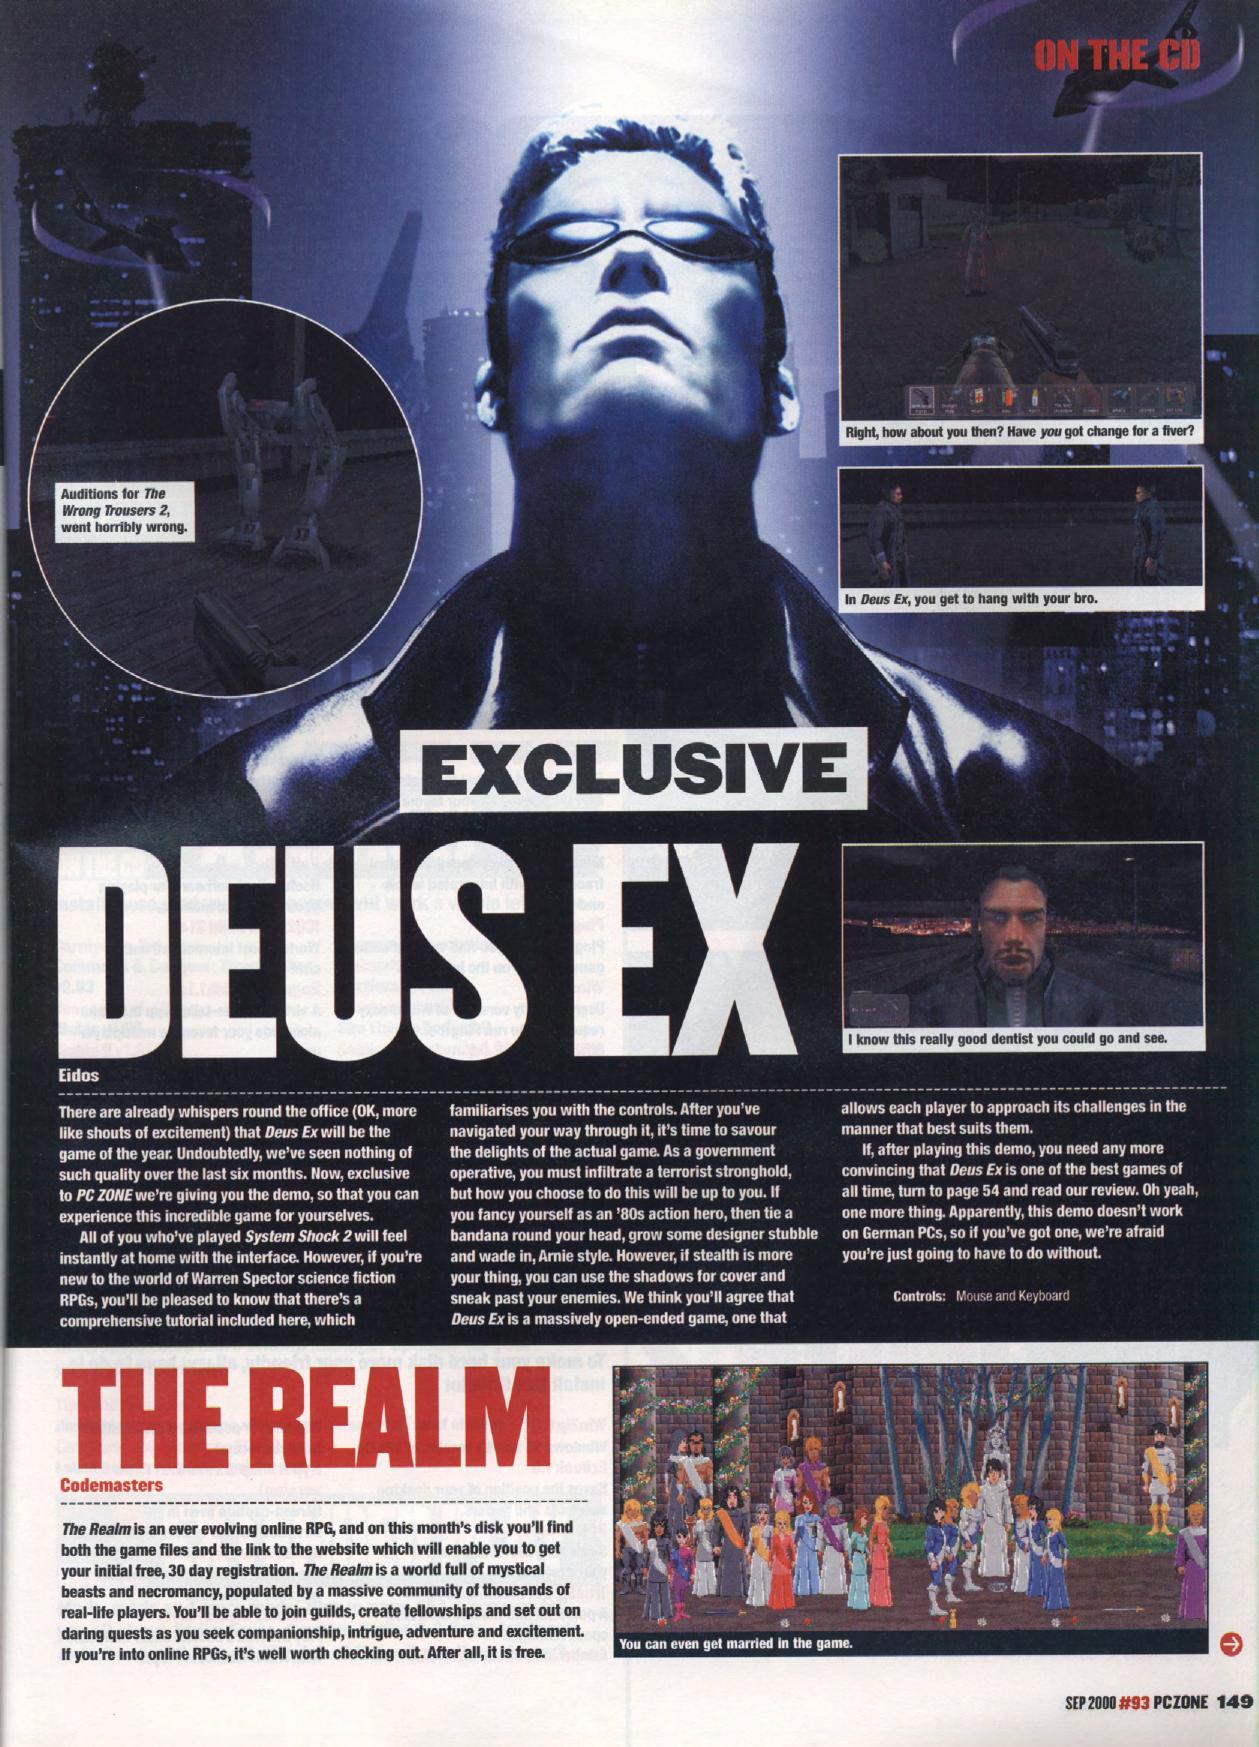 ON THE CD
Right, how about you then? Have you got change for a fiver?
Auditions for The
Wrong Trousers 2,
went horribly wrong.
In Deus Ex, you get to hang with your bro.
EXCLUSIVE
DEUS EX
I know this really good dentist you could go and see.
Eidos
There are already whispers round the office (OK, more
like shouts of excitement) that Deus Ex will be the
game of the year. Undoubtedly, we've seen nothing of
such quality over the last six months. Now, exclusive
to PC ZONE we're giving you the demo, so that you can
experience this incredible game for yourselves.
All of you who've played System Shock 2 will feel
instantly at home with the interface. However, if you're
new to the world of Warren Spector science fiction
RPGs, you'll be pleased to know that there's a
comprehensive tutorial included here, which
familiarises you with the controls. After you've
navigated your way through it, it's time to savour
the delights of the actual game. As a government
operative, you must infiltrate a terrorist stronghold,
but how you choose to do this will be up to you. If
you fancy yourself as an '80s action hero, then tie a
bandana round your head, grow some designer stubble
and wade in, Arnie style. However, if stealth is more
your thing, you can use the shadows for cover and
sneak past your enemies. We think you'll agree that
Deus Ex is a massively open-ended game, one that
allows each player to approach its challenges in the
manner that best suits them.
If, after playing this demo, you need any more
convincing that Deus Ex is one of the best games of
all time, turn to page 54 and read our review. Oh yeah,
one more thing. Apparently, this demo doesn't work
on German PCs, so if you've got one, we're afraid
you're just going to have to do without.
Controls: Mouse and Keyboard
THE REALM
Codemasters
The Realm is an ever evolving online RPG, and on this month's disk you'll find
both the game files and the link to the website which will enable you to get
your initial free, 30 day registration. The Realm is a world full of mystical
beasts and necromancy, populated by a massive community of thousands of
real-life players. You'll be able to join guilds, create fellowships and set out on
daring quests as you seek companionship, intrigue, adventure and excitement.
If you're into online RPGs, it's well worth checking out. After all, it is free.
You can even get married in the game.
SEP 2000 #93 PCZONE 149